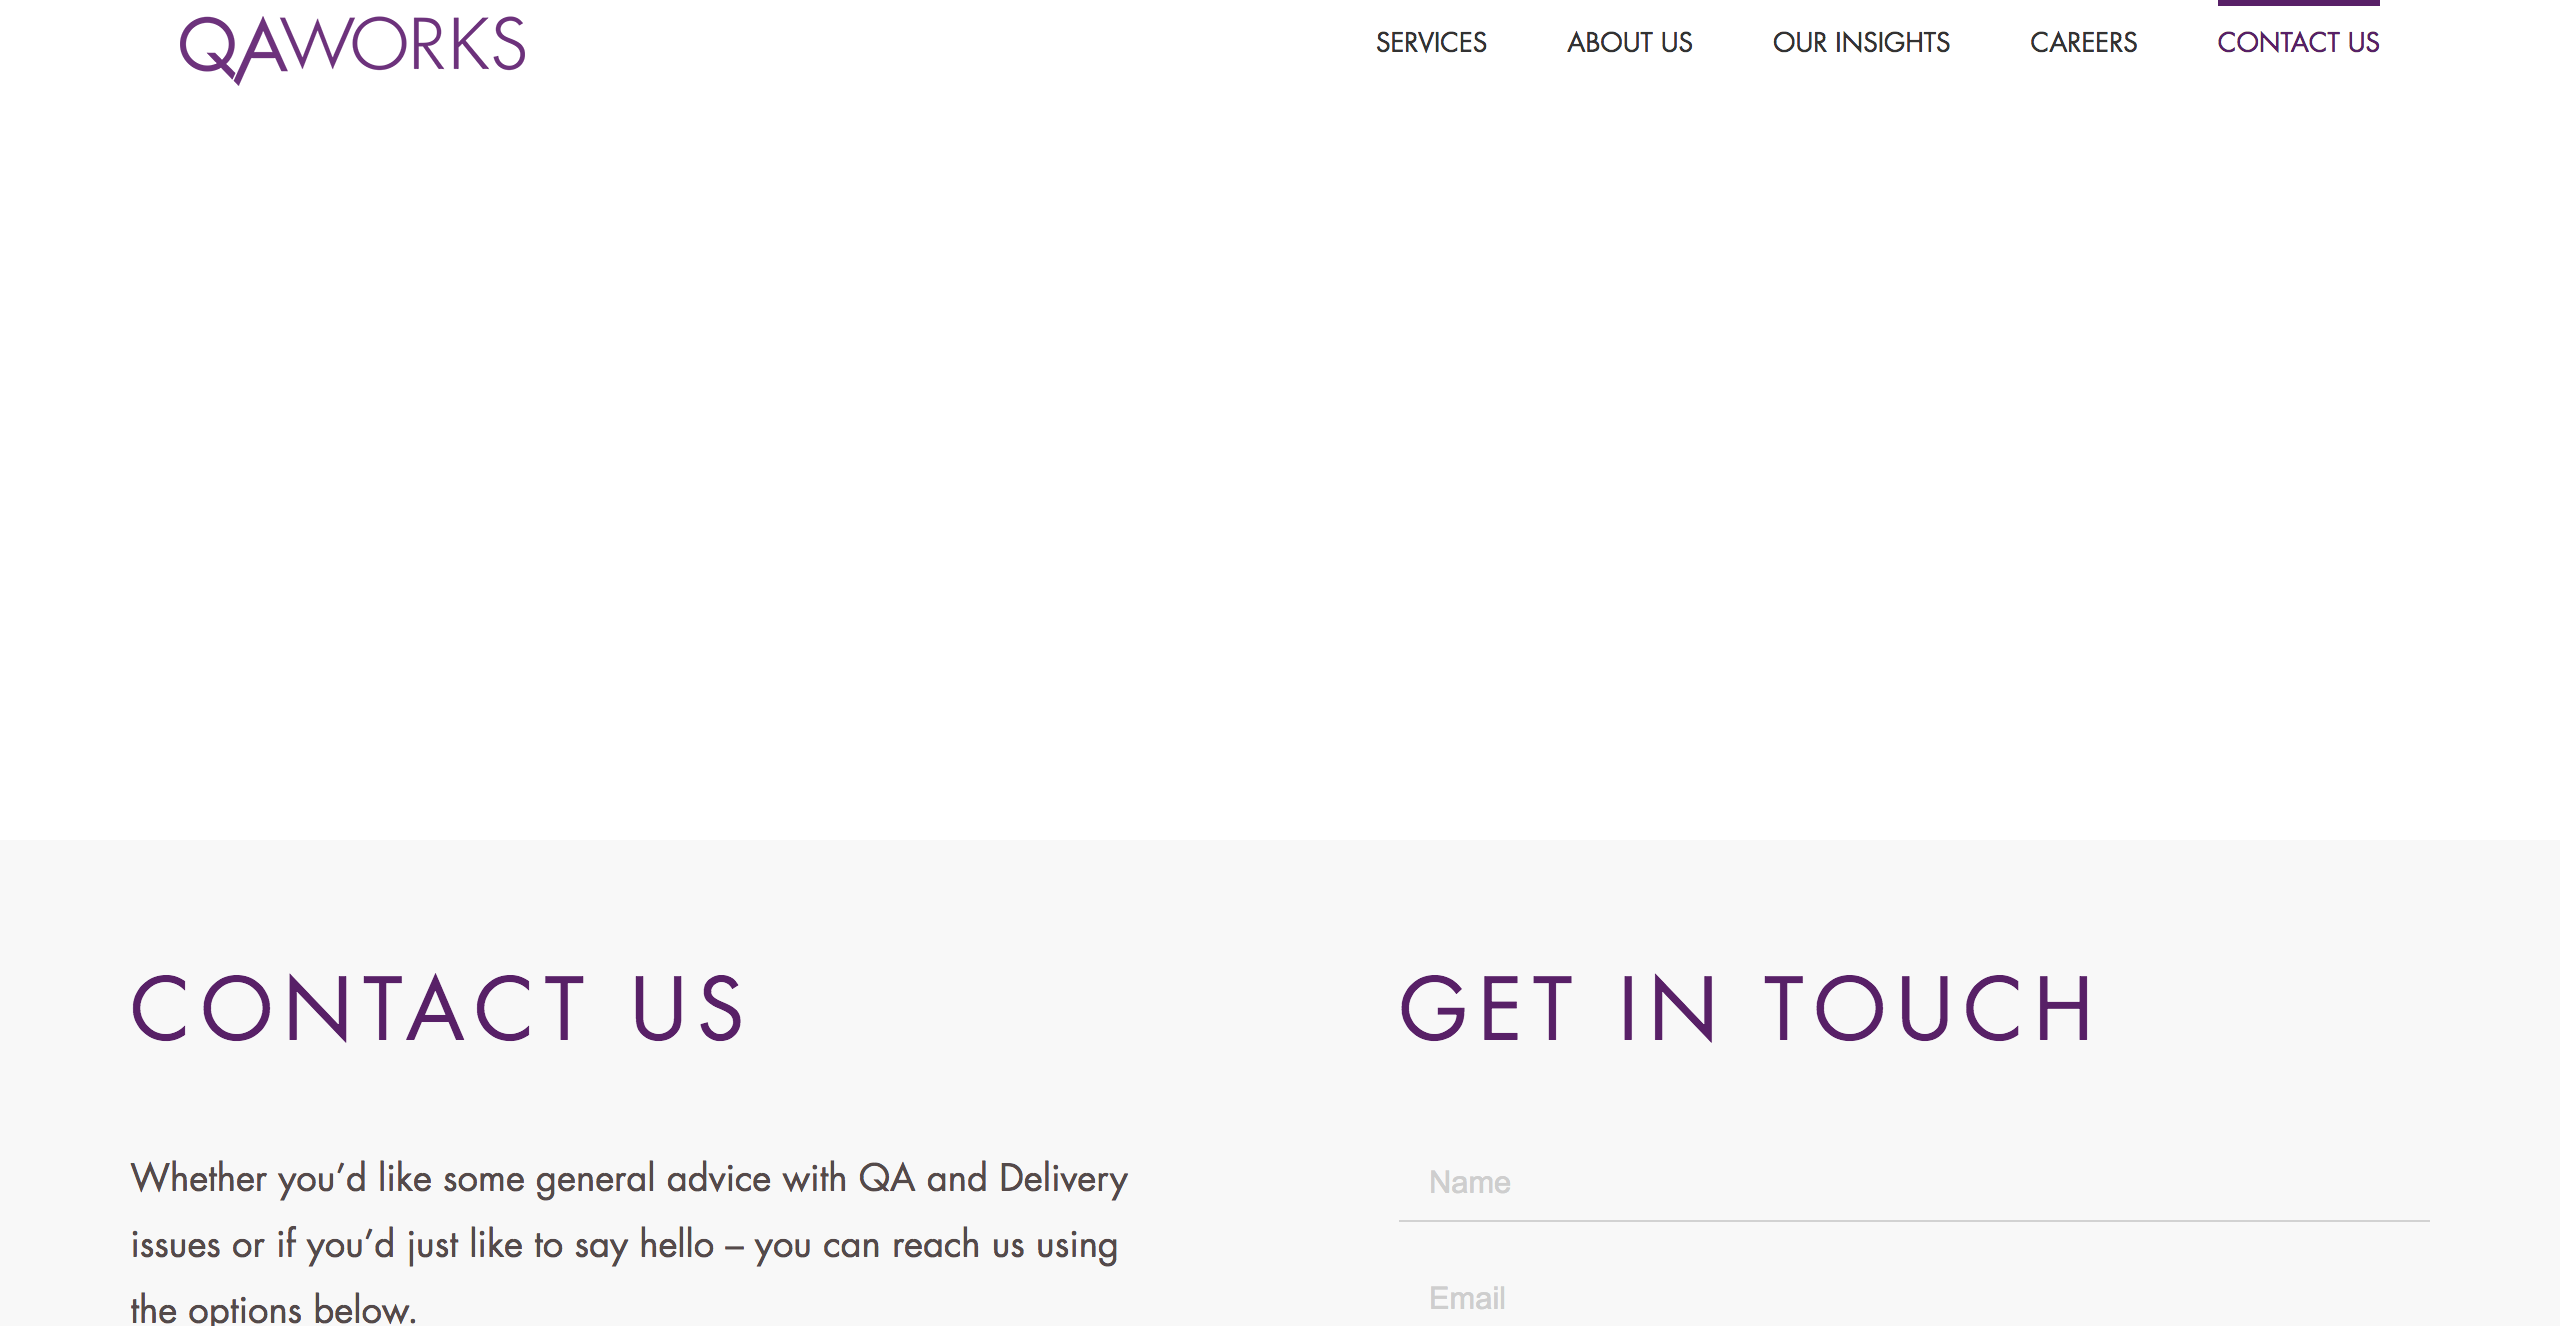 QAWORKS
SERVICES ABOUT US OUR INSIGHTS CAREERS CONTACT US
CONTACT US
Whether you’d like some general advice with QA and Delivery
issues or if you’d just like to say hello – you can reach us using
the options below.
GET IN TOUCH
Name
Email